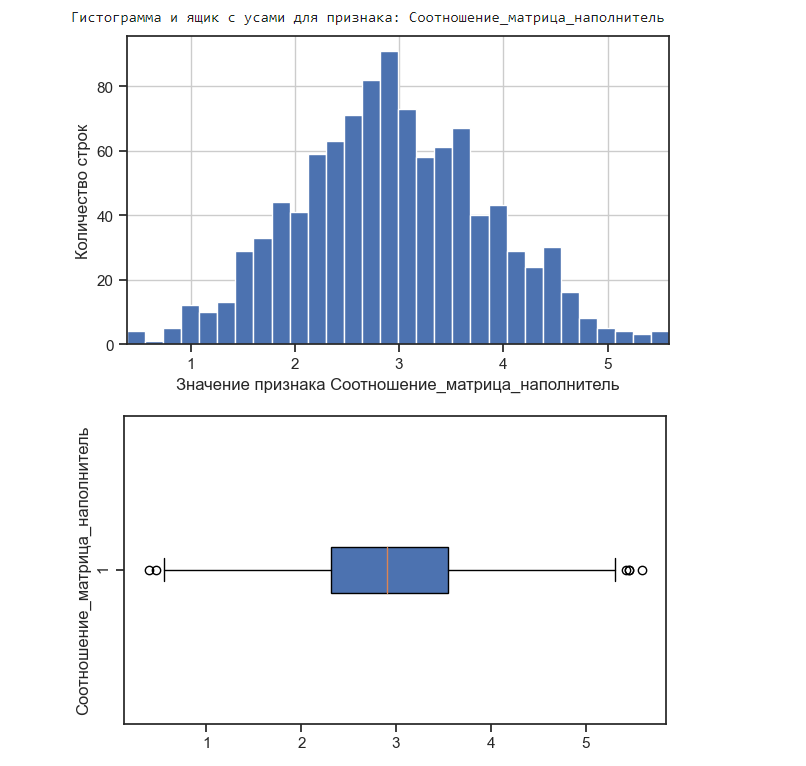 Гистограмма и ящик с усами для признака: Соотношение_матрица_наполнитель
Количество строк
80
60
40
20
0
1 2 3 4 5
Значение признака Соотношение_матрица_наполнитель
Соотношение_матрица_наполнитель
1
1 2 3 4 5